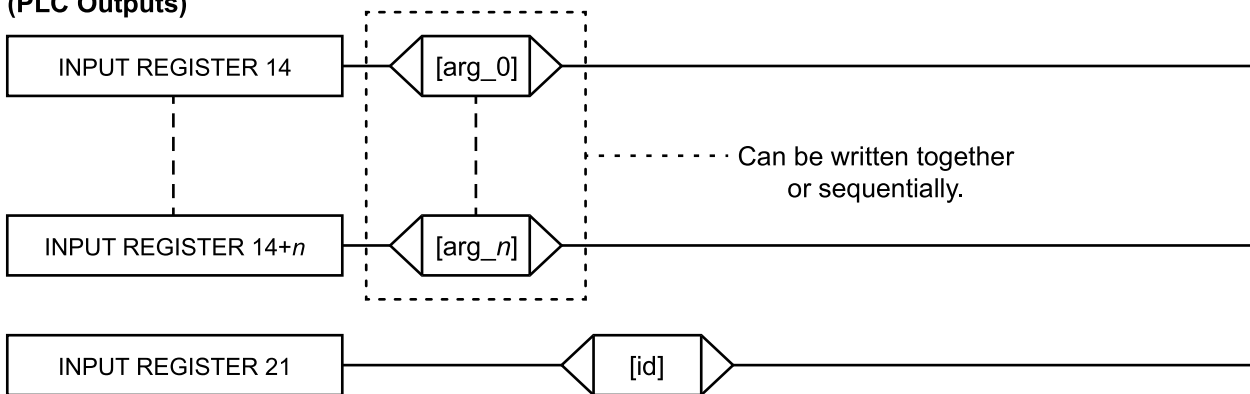 (PLC Outputs)
INPUT REGISTER 14
[arg_0]
Can be written together
or sequentially.
INPUT REGISTER 14+n
[arg_n]
INPUT REGISTER 21
[id]